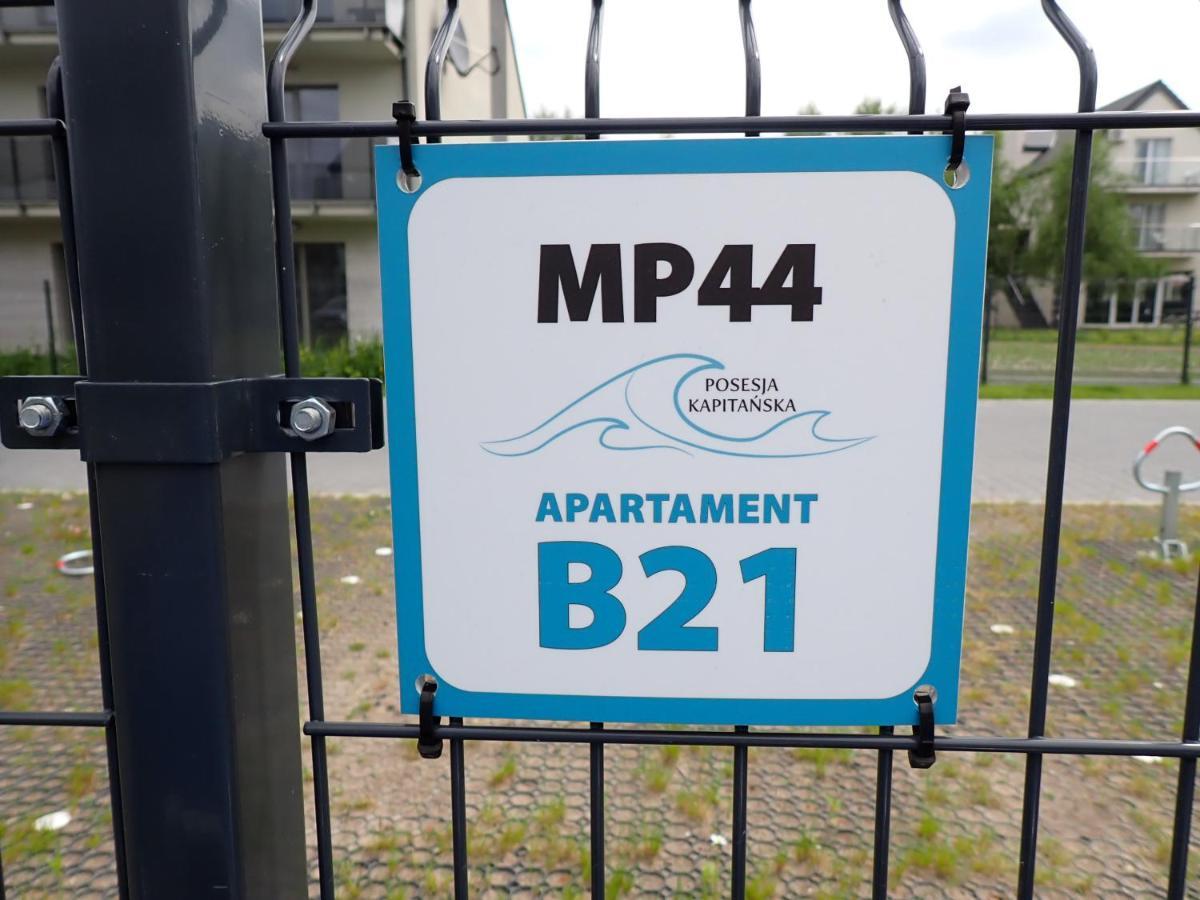 MP44
POSESJA
KAPITAŃSKA
APARTAMENT
B21